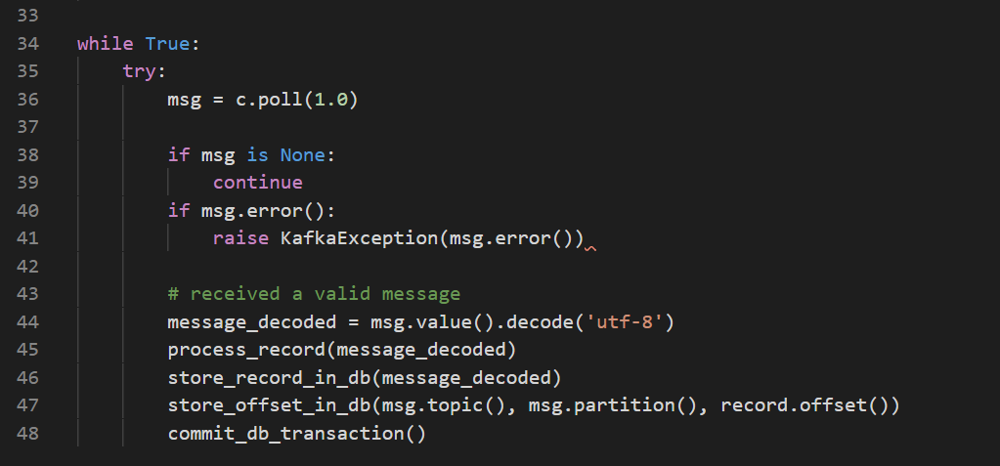 33
34 while True:
35     try:
36         msg = c.poll(1.0)
37
38         if msg is None:
39             continue
40         if msg.error():
41             raise KafkaException(msg.error())
42
43         # received a valid message
44         message_decoded = msg.value().decode('utf-8')
45         process_record(message_decoded)
46         store_record_in_db(message_decoded)
47         store_offset_in_db(msg.topic(), msg.partition(), record.offset())
48         commit_db_transaction()